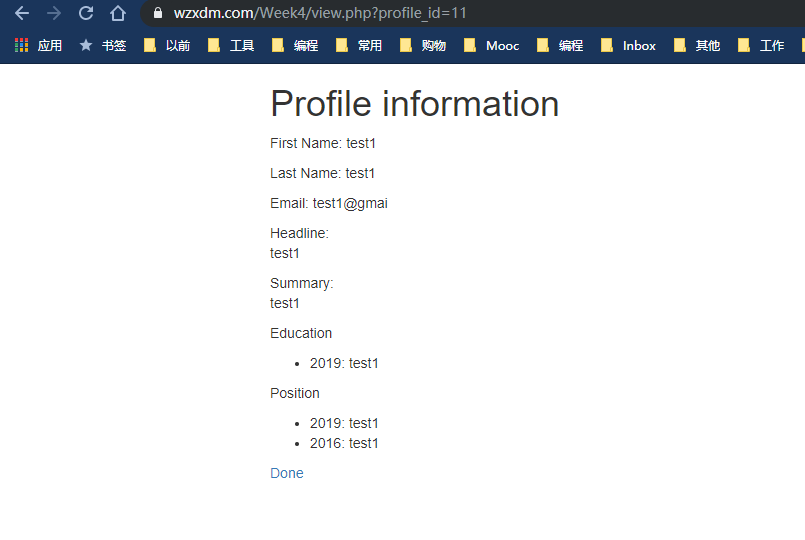 wzxdm.com/Week4/view.php?profile_id=11
应用 书签 以前 工具 编程 常用 购物 Mooc 编程 Inbox 其他 工作
Profile information
First Name: test1
Last Name: test1
Email: test1@gmai
Headline:
test1
Summary:
test1
Education
2019: test1
Position
2019: test1
2016: test1
Done